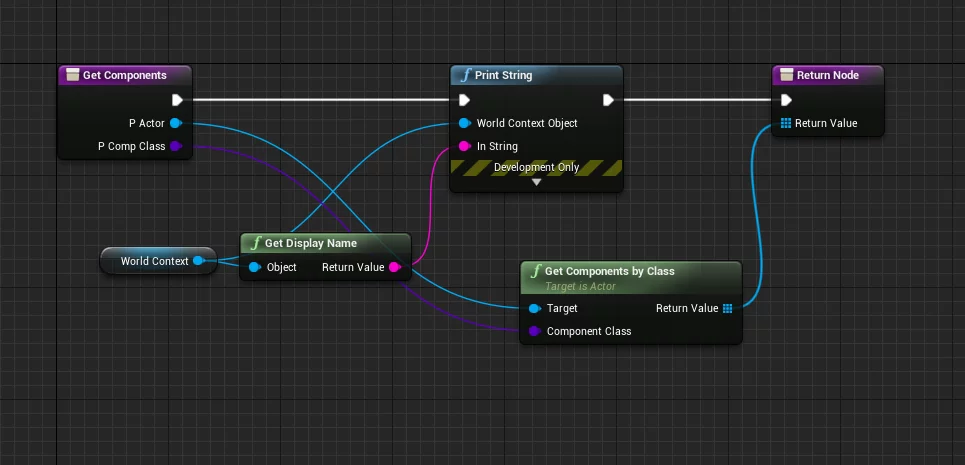 Get Components
P Actor
P Comp Class
Print String
World Context Object
In String
Development Only
Return Node
Return Value
World Context
Get Display Name
Object Return Value
Get Components by Class
Target is Actor
Target Return Value
Component Class